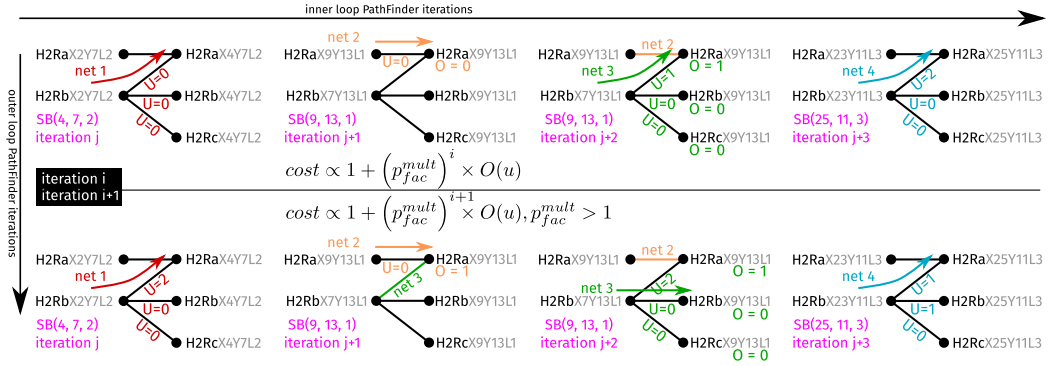 inner loop PathFinder iterations
outer loop PathFinder iterations
H2RaX2Y7L2 H2RaX4Y7L2
net 1
U=0
H2RbX2Y7L2 U=0 H2RbX4Y7L2
U=0
SB(4, 7, 2)
iteration j
H2RcX4Y7L2
net 2
H2RaX9Y13L1 U=0 H2RaX9Y13L1
O = 0
H2RbX7Y13L1 H2RbX9Y13L1
SB(9, 13, 1)
iteration j+1
H2RcX9Y13L1
H2RaX9Y13L1 net 2 H2RaX9Y13L1
O = 1
net 3
U=1
H2RbX7Y13L1 U=0 H2RbX9Y13L1
O = 0
U=0
SB(9, 13, 1)
iteration j+2
H2RcX9Y13L1
O = 0
H2RaX23Y11L3 H2RaX25Y11L3
net 4
U=2
H2RbX23Y11L3 U=0 H2RbX25Y11L3
U=0
SB(25, 11, 3)
iteration j+3
H2RcX25Y11L3
cost ∝ 1 + (p_{fac}^{mult})^{i} × O(u)
iteration i
iteration i+1
cost ∝ 1 + (p_{fac}^{mult})^{i+1} × O(u), p_{fac}^{mult} > 1
H2RaX2Y7L2 H2RaX4Y7L2
net 1
U=2
H2RbX2Y7L2 U=0 H2RbX4Y7L2
U=0
SB(4, 7, 2)
iteration j
H2RcX4Y7L2
net 2
H2RaX9Y13L1 U=0 H2RaX9Y13L1
O = 1
net 3
H2RbX7Y13L1 H2RbX9Y13L1
SB(9, 13, 1)
iteration j+1
H2RcX9Y13L1
H2RaX9Y13L1 net 2 H2RaX9Y13L1
O = 1
U=2
net 3
H2RbX7Y13L1 U=0 H2RbX9Y13L1
O = 0
U=0
SB(9, 13, 1)
iteration j+2
H2RcX9Y13L1
O = 0
H2RaX23Y11L3 H2RaX25Y11L3
net 4
U=1
H2RbX23Y11L3 U=1 H2RbX25Y11L3
U=0
SB(25, 11, 3)
iteration j+3
H2RcX25Y11L3